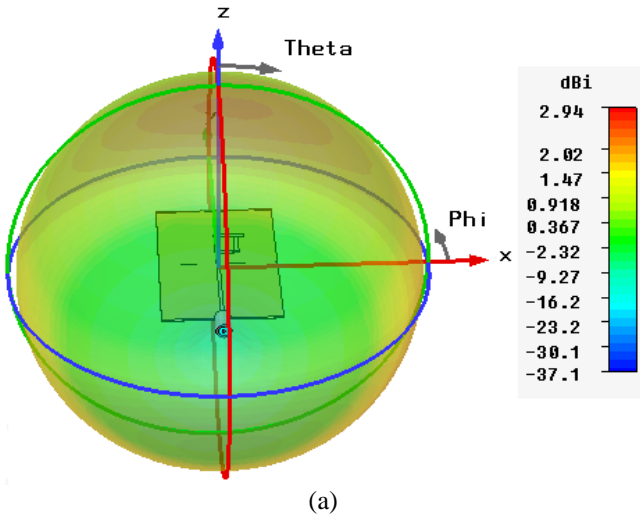 z
Theta
dBi
2.94
2.02
1.47
0.918
0.367
-2.32
-9.27
-16.2
-23.2
-30.1
-37.1
Phi
x
(a)